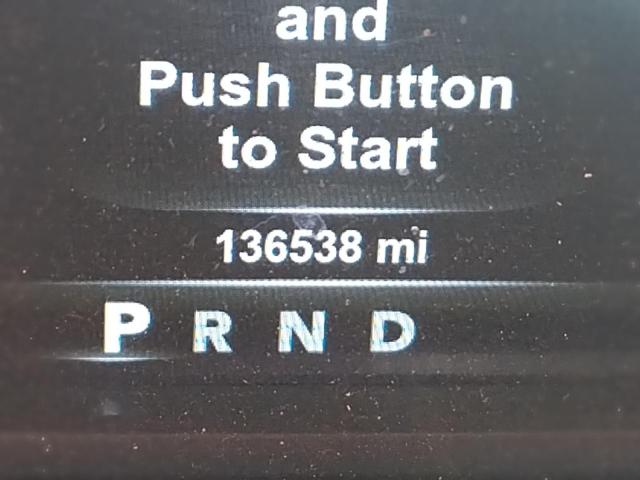 and
Push Button
to Start
136538 mi
P R N D